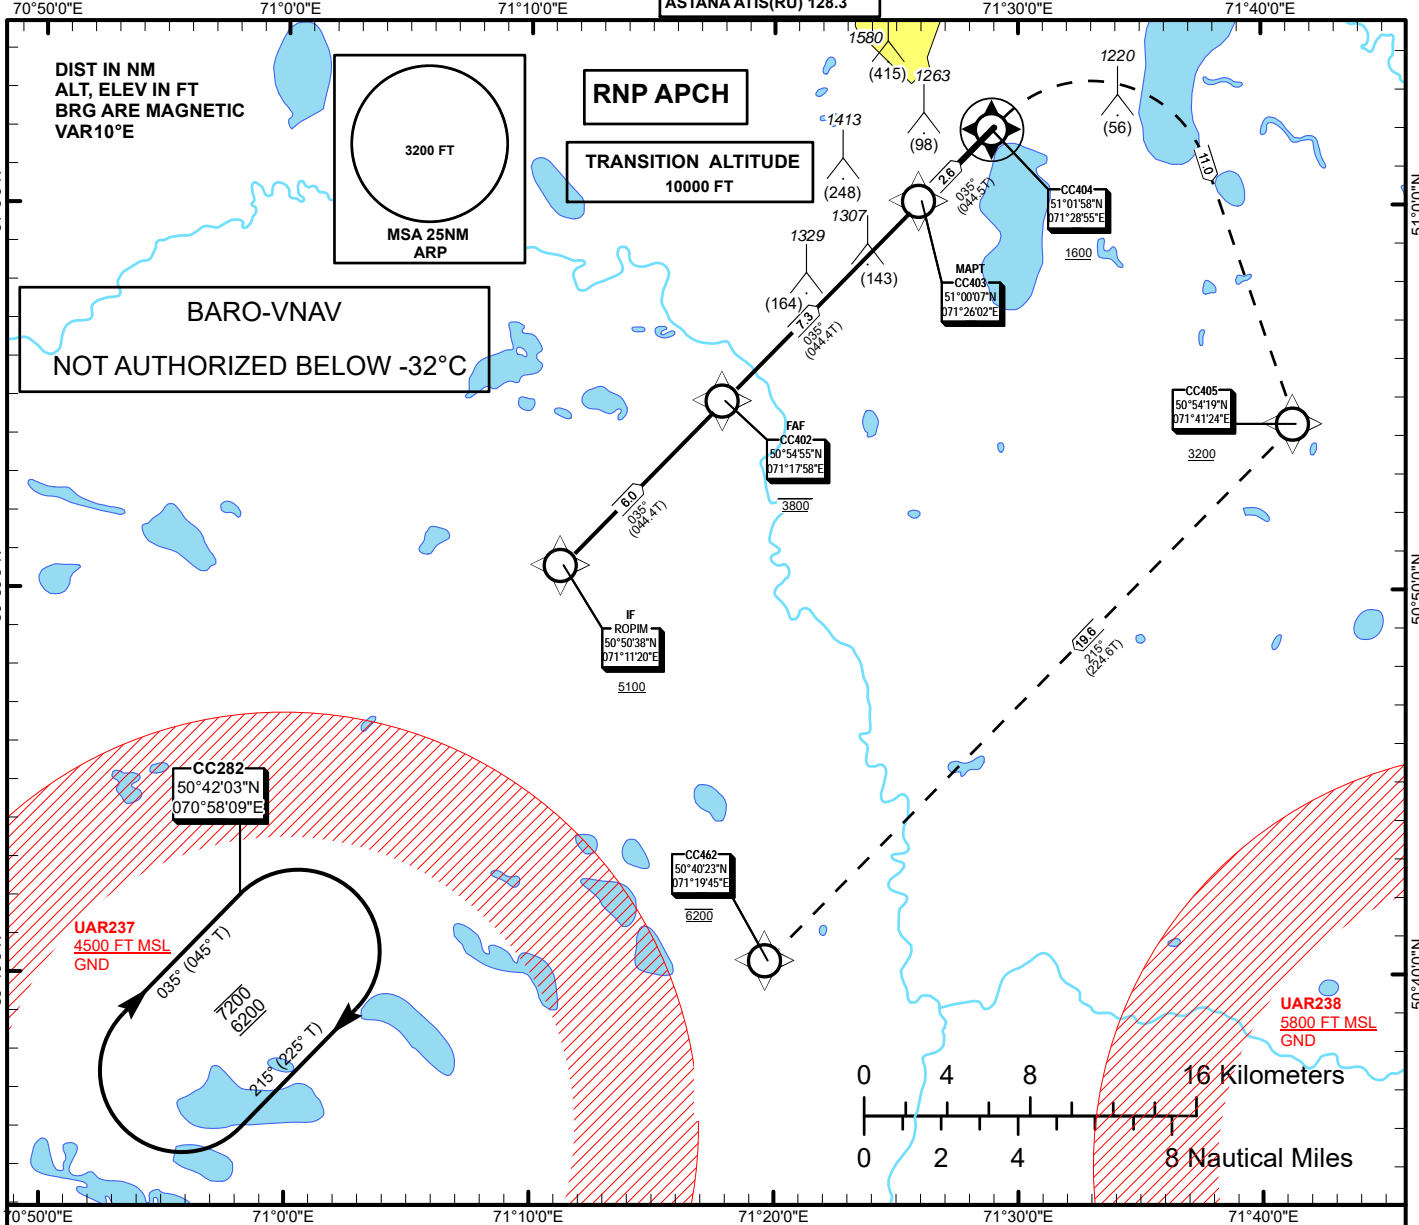 70°50'0"E
71°0'0"E
71°10'0"E
ASTANA ATIS(RU) 128.3
71°30'0"E
71°40'0"E
DIST IN NM
ALT, ELEV IN FT
BRG ARE MAGNETIC
VAR10°E
3200 FT
MSA 25NM
ARP
RNP APCH
TRANSITION ALTITUDE
10000 FT
1580
(415)
1263
(98)
1220
(56)
1413
(248)
1307
(143)
1329
(164)
11.0
2.6
035°
(044.5T)
CC404
51°01'58"N
071°28'55"E
1600
51°0'0"N
MAPT
CC403
51°00'07"N
071°26'02"E
BARO-VNAV
NOT AUTHORIZED BELOW -32°C
7.3
035°
(044.4T)
CC405
50°54'19"N
071°41'24"E
3200
FAF
CC402
50°54'55"N
071°17'58"E
3800
6.0
035°
(044.4T)
50°50'0"N
IF
ROPIM
50°50'38"N
071°11'20"E
5100
19.6
215°
(224.6T)
CC282
50°42'03"N
070°58'09"E
CC462
50°40'23"N
071°19'45"E
6200
UAR237
4500 FT MSL
GND
035° (045° T)
7200
6200
215° (225° T)
50°40'0"N
UAR238
5800 FT MSL
GND
0 4 8 16 Kilometers
0 2 4 8 Nautical Miles
70°50'0"E
71°0'0"E
71°10'0"E
71°20'0"E
71°30'0"E
71°40'0"E